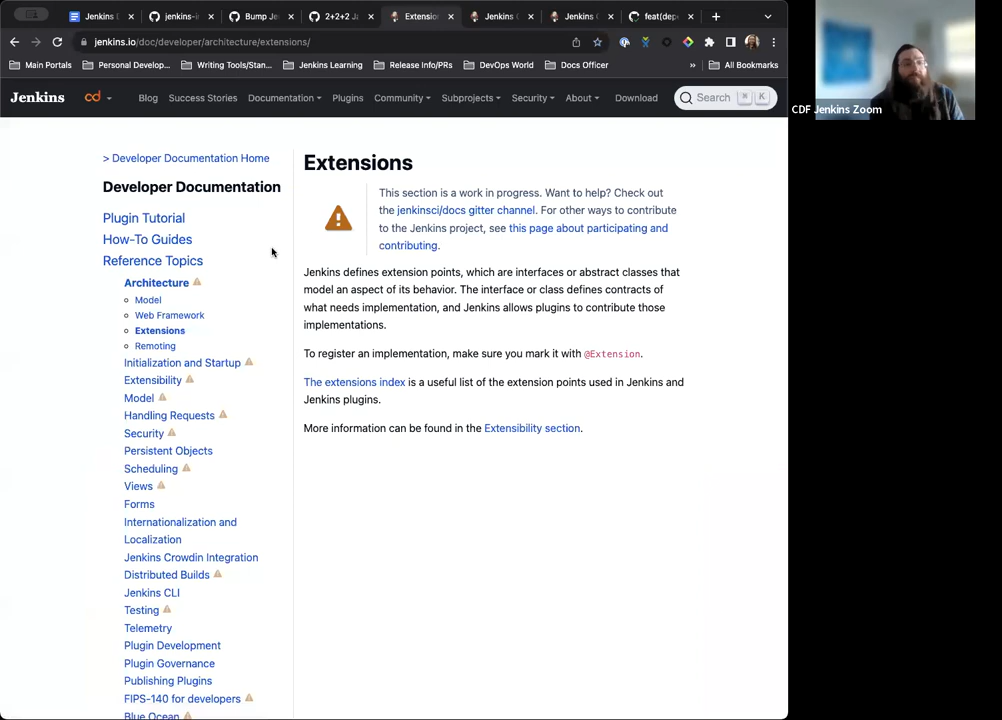 Jenkins D
jenkins-i
Bump Je
2+2+2 Ja
Extensio
Jenkins (
Jenkins (
feat(dep
jenkins.io/doc/developer/architecture/extensions/
Main Portals
Personal Develop...
Writing Tools/Stan...
Jenkins Learning
Release Info/PRs
DevOps World
Docs Officer
»
All Bookmarks
Jenkins
cd
Blog
Success Stories
Documentation
Plugins
Community
Subprojects
Security
About
Download
Search
⌘
K
CDF Jenkins Zoom
> Developer Documentation Home
Developer Documentation
Plugin Tutorial
How-To Guides
Reference Topics
Architecture
Model
Web Framework
Extensions
Remoting
Initialization and Startup
Extensibility
Model
Handling Requests
Security
Persistent Objects
Scheduling
Views
Forms
Internationalization and
Localization
Jenkins Crowdin Integration
Distributed Builds
Jenkins CLI
Testing
Telemetry
Plugin Development
Plugin Governance
Publishing Plugins
FIPS-140 for developers
Blue Ocean
Extensions
This section is a work in progress. Want to help? Check out
the jenkinsci/docs gitter channel. For other ways to contribute
to the Jenkins project, see this page about participating and
contributing.
Jenkins defines extension points, which are interfaces or abstract classes that
model an aspect of its behavior. The interface or class defines contracts of
what needs implementation, and Jenkins allows plugins to contribute those
implementations.
To register an implementation, make sure you mark it with @Extension.
The extensions index is a useful list of the extension points used in Jenkins and
Jenkins plugins.
More information can be found in the Extensibility section.